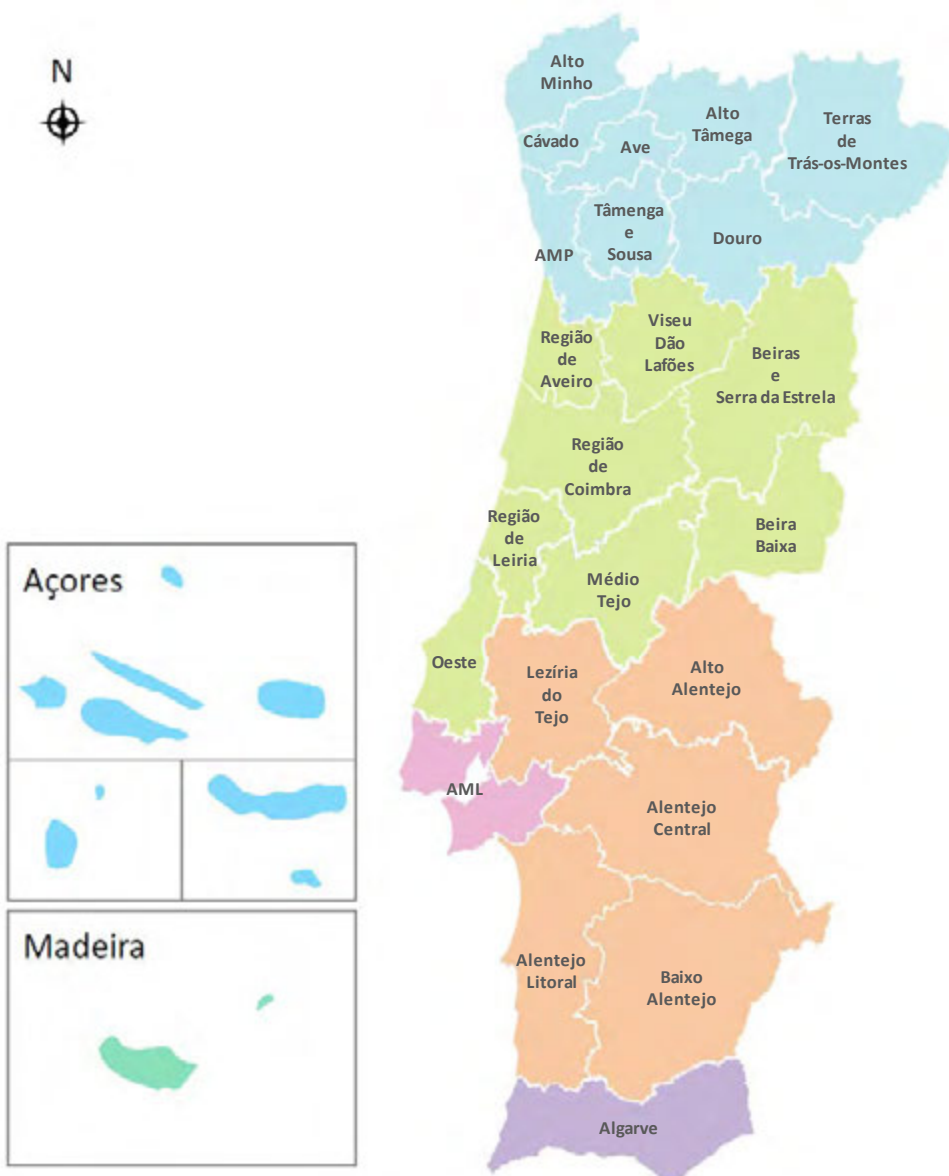 N
Alto
Minho
Cávado
Ave
Alto
Tâmega
Terras
de
Trás-os-Montes
AMP
Tâmenga
e
Sousa
Douro
Região
de
Aveiro
Viseu
Dão
Lafões
Beiras
e
Serra da Estrela
Região
de
Coimbra
Região
de
Leiria
Beira
Baixa
Médio
Tejo
Oeste
Lezíria
do
Tejo
Alto
Alentejo
AML
Alentejo
Central
Alentejo
Litoral
Baixo
Alentejo
Algarve
Açores
Madeira